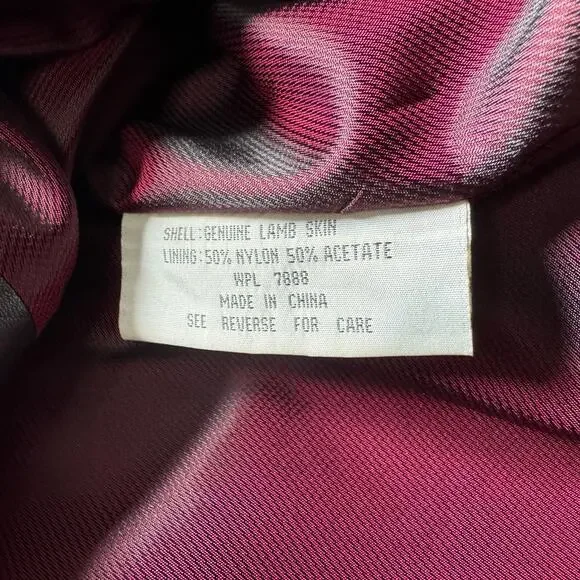 SHELL:GENUINE LAMB SKIN
LINING:50% NYLON 50% ACETATE
WPL 7888
MADE IN CHINA
SEE REVERSE FOR CARE